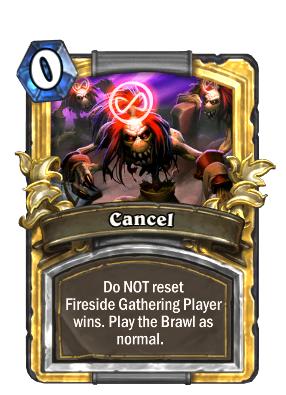 0
Cancel
Do NOT reset
Fireside Gathering Player
wins. Play the Brawl as
normal.